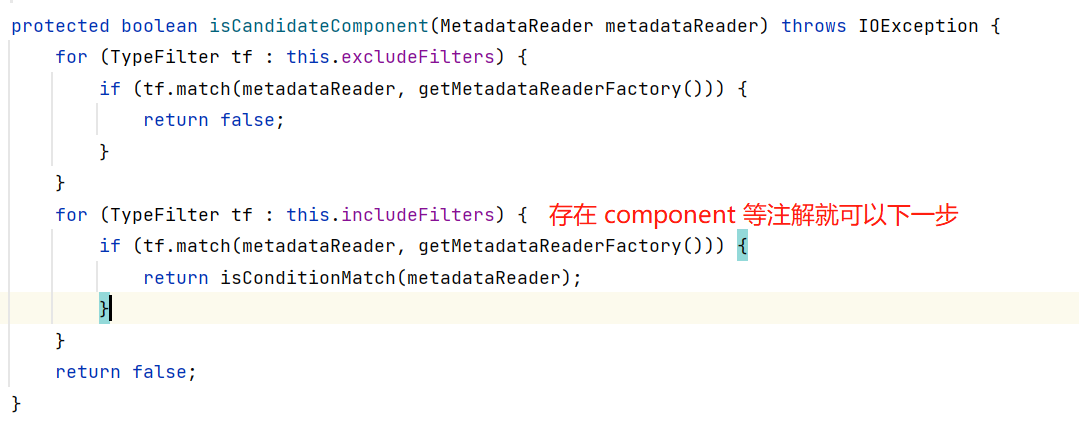 protected boolean isCandidateComponent(MetadataReader metadataReader) throws IOException {
for (TypeFilter tf : this.excludeFilters) {
if (tf.match(metadataReader, getMetadataReaderFactory())) {
return false;
}
}
for (TypeFilter tf : this.includeFilters) { 存在 component 等注解就可以下一步
if (tf.match(metadataReader, getMetadataReaderFactory())) {
return isConditionMatch(metadataReader);
}
}
return false;
}